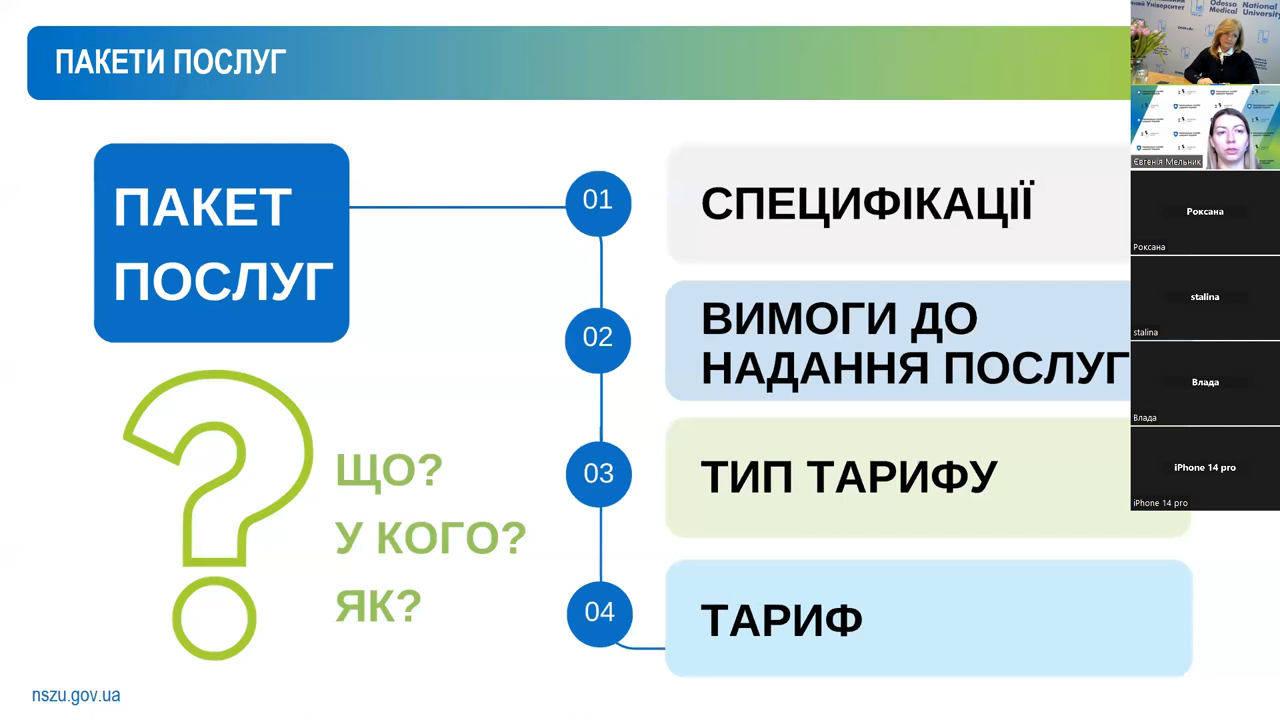 ПАКЕТИ ПОСЛУГ
ПАКЕТ
ПОСЛУГ
01
СПЕЦИФІКАЦІЇ
02
ВИМОГИ ДО
НАДАННЯ ПОСЛУГ
03
ТИП ТАРИФУ
04
ТАРИФ
ЩО?
У КОГО?
ЯК?
nszu.gov.ua
Університет
Odessa
Medical
National
University
Євгенія Мельник
Роксана
Роксана
stalina
stalina
Влада
Влада
iPhone 14 pro
iPhone 14 pro